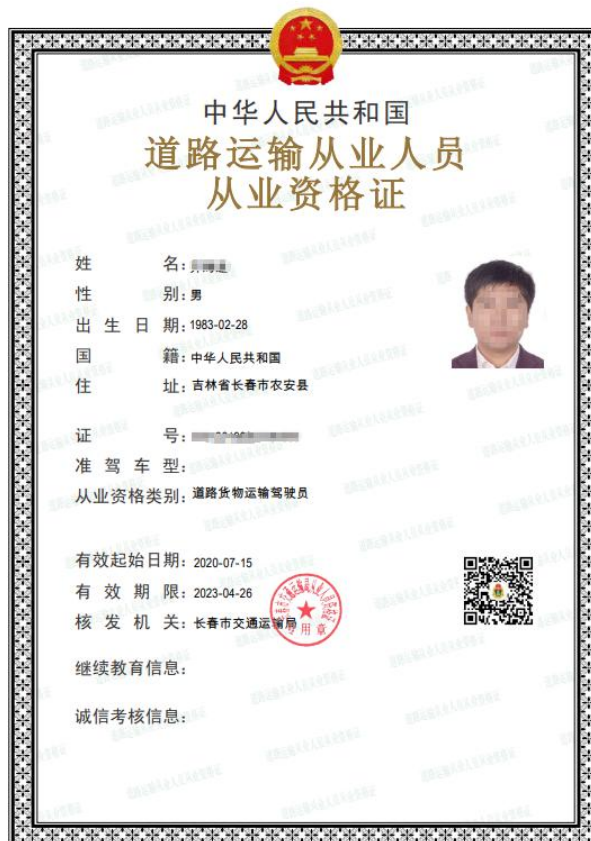 中华人民共和国
道路运输从业人员
从业资格证
姓 名:
性 别: 男
出生日期: 1983-02-28
国 籍: 中华人民共和国
住 址: 吉林省长春市农安县
证 号:
准驾车型:
从业资格类别: 道路货物运输驾驶员
有效起始日期: 2020-07-15
有效期限: 2023-04-26
核发机关: 长春市交通运输局
专用章
继续教育信息:
诚信考核信息: